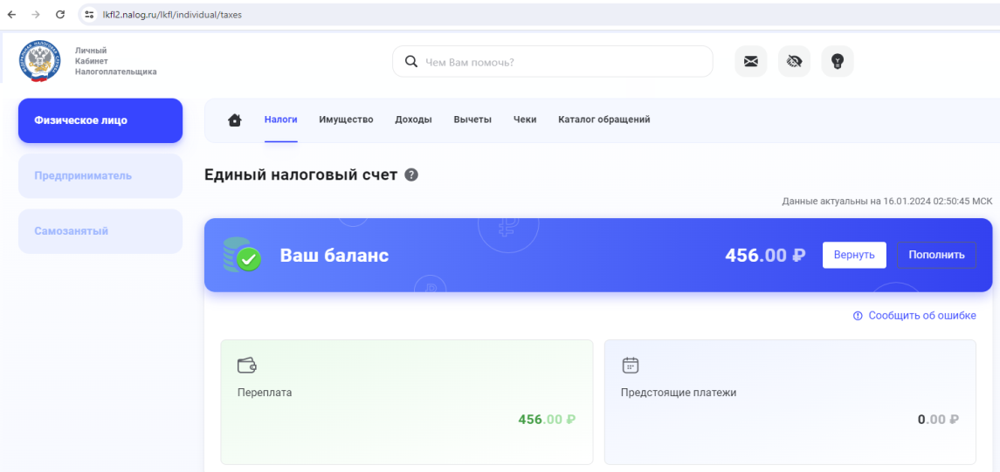 lkfl2.nalog.ru/lkfl/individual/taxes
Личный
Кабинет
Налогоплательщика
Чем Вам помочь?
Физическое лицо
Предприниматель
Самозанятый
Налоги Имущество Доходы Вычеты Чеки Каталог обращений
Единый налоговый счет ?
Данные актуальны на 16.01.2024 02:50:45 МСК
Ваш баланс 456.00 ₽ Вернуть Пополнить
Сообщить об ошибке
Переплата
456.00 ₽
Предстоящие платежи
0.00 ₽